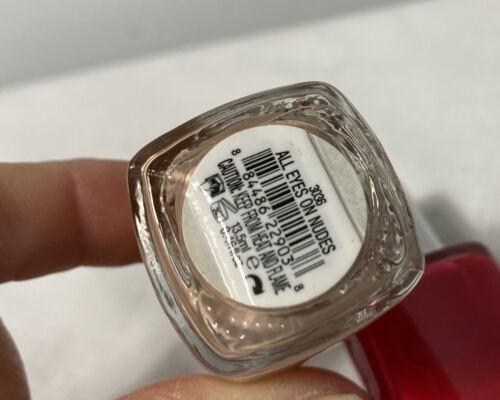 3036
ALL EYES ON NUDES
8 84486 22903 8
CAUTION: KEEP FROM HEAT AND FLAME
13.5ml e